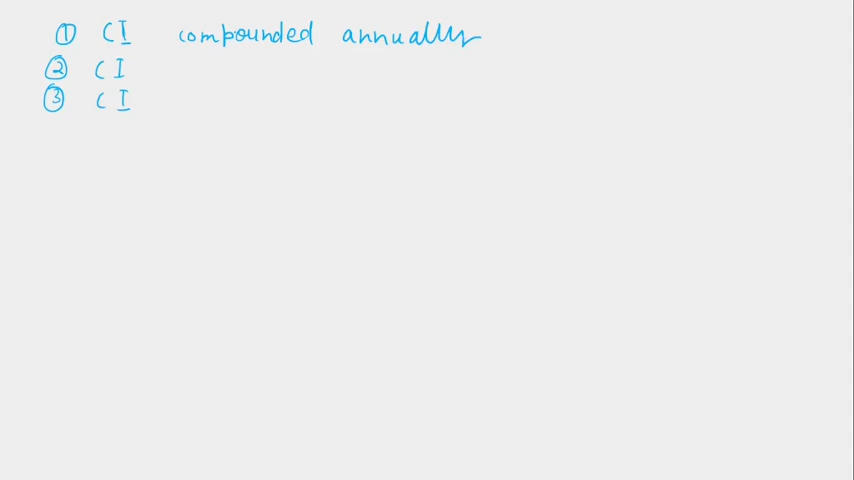 ① CI compounded annually
② CI
③ CI